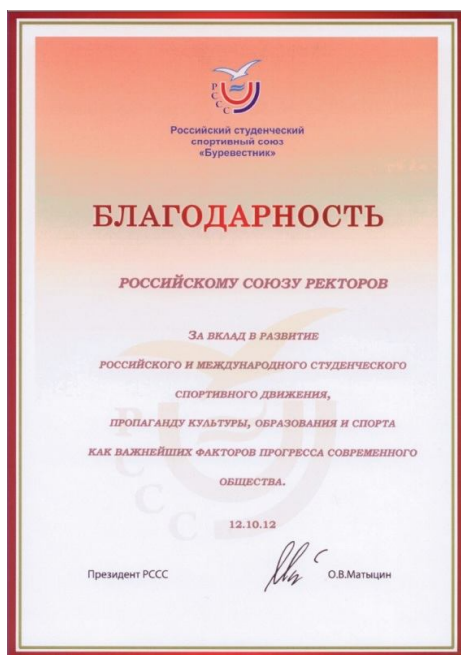 РССС
Российский студенческий
спортивный союз
«Буревестник»
БЛАГОДАРНОСТЬ
РОССИЙСКОМУ СОЮЗУ РЕКТОРОВ
ЗА ВКЛАД В РАЗВИТИЕ
РОССИЙСКОГО И МЕЖДУНАРОДНОГО СТУДЕНЧЕСКОГО
СПОРТИВНОГО ДВИЖЕНИЯ,
ПРОПАГАНДУ КУЛЬТУРЫ, ОБРАЗОВАНИЯ И СПОРТА
КАК ВАЖНЕЙШИХ ФАКТОРОВ ПРОГРЕССА СОВРЕМЕННОГО
ОБЩЕСТВА.
РССС
12.10.12
Президент РССС О.В.Матыцин